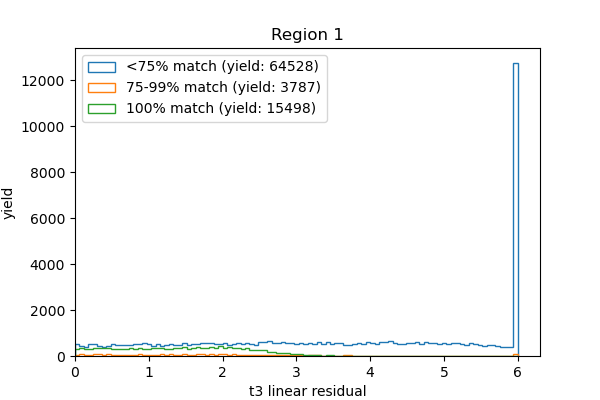 Region 1
<75% match (yield: 64528)
75-99% match (yield: 3787)
100% match (yield: 15498)
yield
12000
10000
8000
6000
4000
2000
0
0 1 2 3 4 5 6
t3 linear residual